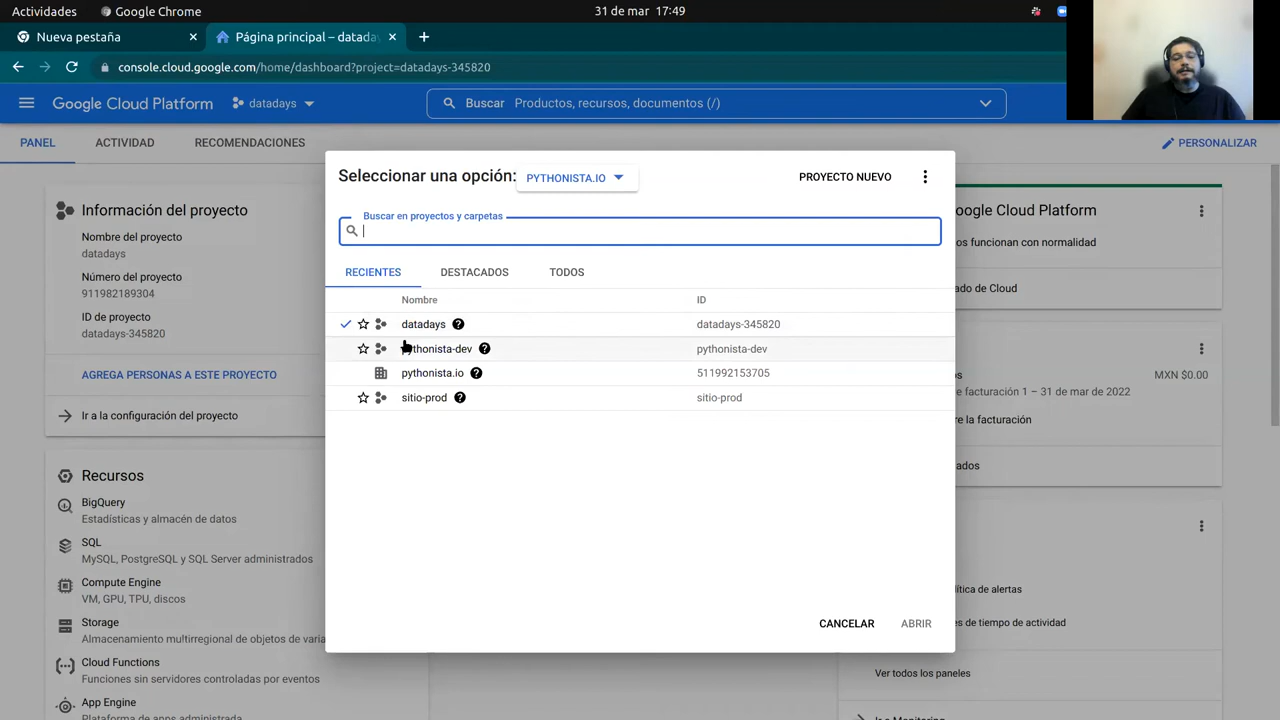 Actividades
Google Chrome
31 de mar 17:49
Nueva pestaña
Página principal – datada
console.cloud.google.com/home/dashboard?project=datadays-345820
Google Cloud Platform
datadays
Buscar Productos, recursos, documentos (/)
PANEL
ACTIVIDAD
RECOMENDACIONES
PERSONALIZAR
Información del proyecto
Nombre del proyecto
datadays
Número del proyecto
911982189304
ID de proyecto
datadays-345820
AGREGA PERSONAS A ESTE PROYECTO
Ir a la configuración del proyecto
Recursos
BigQuery
Estadísticas y almacén de datos
SQL
MySQL, PostgreSQL y SQL Server administrados
Compute Engine
VM, GPU, TPU, discos
Storage
Almacenamiento multirregional de objetos de varia
Cloud Functions
Funciones sin servidores controladas por eventos
App Engine
Plataforma de apps administrada
Seleccionar una opción:
PYTHONISTA.IO
PROYECTO NUEVO
Buscar en proyectos y carpetas
RECIENTES
DESTACADOS
TODOS
Nombre
ID
datadays
datadays-345820
pythonista-dev
pythonista-dev
pythonista.io
511992153705
sitio-prod
sitio-prod
CANCELAR
ABRIR
oogle Cloud Platform
os funcionan con normalidad
ado de Cloud
os
MXN $0.00
e facturación 1 – 31 de mar de 2022
re la facturación
ados
olítica de alertas
es de tiempo de actividad
Ver todos los paneles